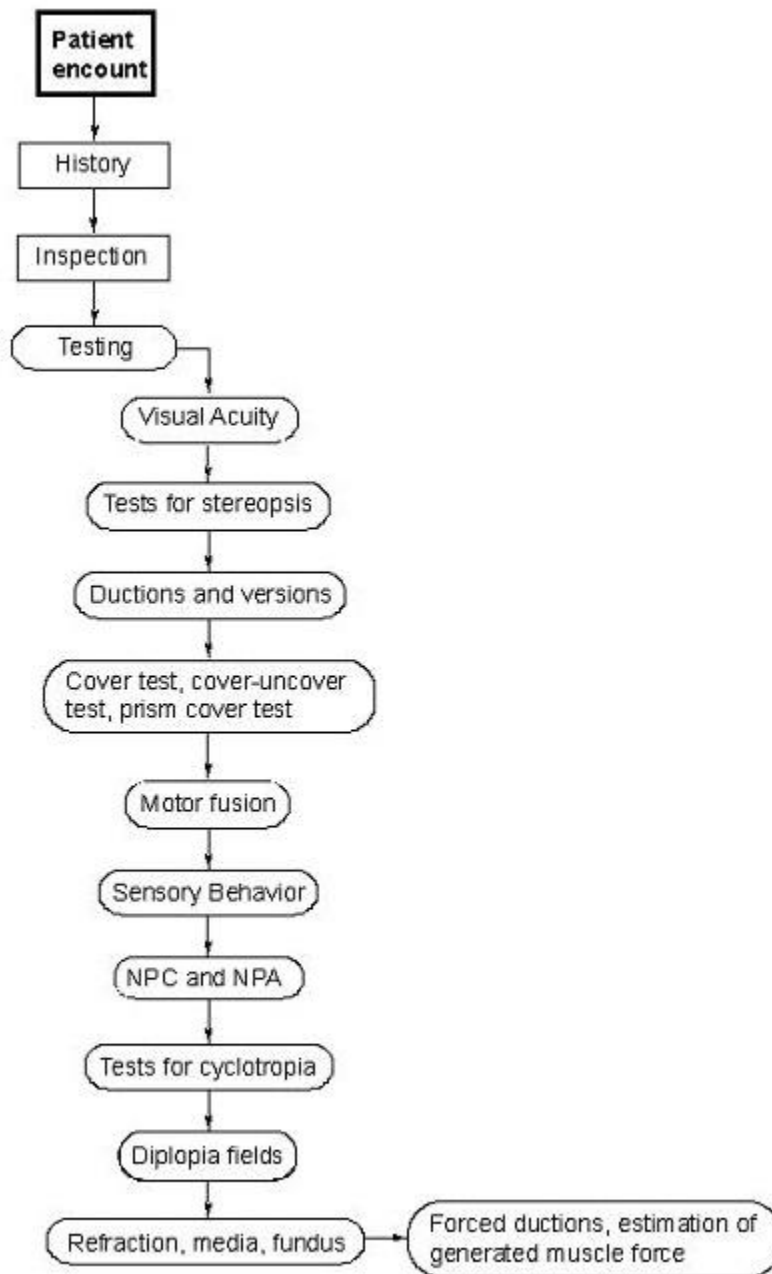 Patient
encount
History
Inspection
Testing
Visual Acuity
Tests for stereopsis
Ductions and versions
Cover test, cover-uncover
test, prism cover test
Motor fusion
Sensory Behavior
NPC and NPA
Tests for cyclotropia
Diplopia fields
Refraction, media, fundus
Forced ductions, estimation of
generated muscle force